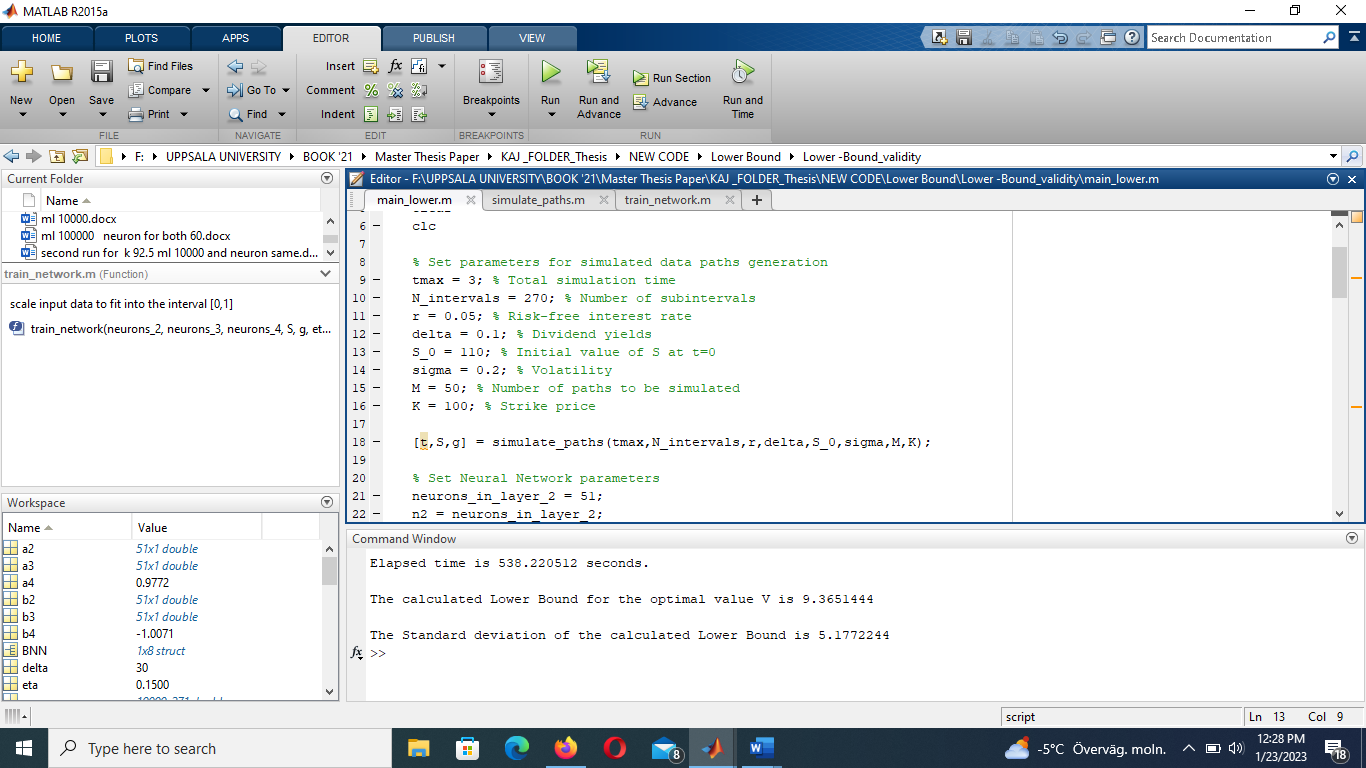 MATLAB R2015a
HOME PLOTS APPS EDITOR PUBLISH VIEW
Search Documentation
New Open Save
Find Files
Compare
Print
FILE
Go To
Find
NAVIGATE
Insert fx
Comment
Indent
EDIT
Breakpoints
BREAKPOINTS
Run
Run and Advance
Run Section
Advance
Run and Time
RUN
F: UPPSALA UNIVERSITY BOOK '21 Master Thesis Paper KAJ _FOLDER_Thesis NEW CODE Lower Bound Lower -Bound_validity
Current Folder
Name
ml 10000.docx
ml 100000 neuron for both 60.docx
second run for k 92.5 ml 10000 and neuron same.d...
train_network.m (Function)
scale input data to fit into the interval [0,1]
train_network(neurons_2, neurons_3, neurons_4, S, g, et...
Workspace
Name Value
a2 51x1 double
a3 51x1 double
a4 0.9772
b2 51x1 double
b3 51x1 double
b4 -1.0071
BNN 1x8 struct
delta 30
eta 0.1500
Editor - F:\UPPSALA UNIVERSITY\BOOK '21\Master Thesis Paper\KAJ _FOLDER_Thesis\NEW CODE\Lower Bound\Lower -Bound_validity\main_lower.m
main_lower.m simulate_paths.m train_network.m
6 clc
7
8 % Set parameters for simulated data paths generation
9 tmax = 3; % Total simulation time
10 N_intervals = 270; % Number of subintervals
11 r = 0.05; % Risk-free interest rate
12 delta = 0.1; % Dividend yields
13 S_0 = 110; % Initial value of S at t=0
14 sigma = 0.2; % Volatility
15 M = 50; % Number of paths to be simulated
16 K = 100; % Strike price
17
18 [t,S,g] = simulate_paths(tmax,N_intervals,r,delta,S_0,sigma,M,K);
19
20 % Set Neural Network parameters
21 neurons_in_layer_2 = 51;
22 n2 = neurons_in_layer_2;
Command Window
Elapsed time is 538.220512 seconds.
The calculated Lower Bound for the optimal value V is 9.3651444
The Standard deviation of the calculated Lower Bound is 5.1772244
fx >>
script Ln 13 Col 9
Type here to search
8
-5°C Överväg. moln.
12:28 PM
1/23/2023
18